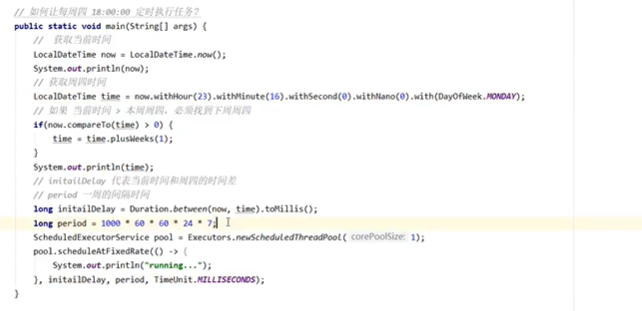 // 如何让每周四 18:00:00 定时执行任务?
public static void main(String[] args) {
// 获取当前时间
LocalDateTime now = LocalDateTime.now();
System.out.println(now);
// 获取周四时间
LocalDateTime time = now.withHour(23).withMinute(16).withSecond(0).withNano(0).with(DayOfWeek.MONDAY);
// 如果 当前时间 > 本周周四，必须找到下周周四
if(now.compareTo(time) > 0) {
time = time.plusWeeks(1);
}
System.out.println(time);
// initailDelay 代表当前时间和周四的时间差
// period 一周的间隔时间
long initailDelay = Duration.between(now, time).toMillis();
long period = 1000 * 60 * 60 * 24 * 7;
ScheduledExecutorService pool = Executors.newScheduledThreadPool( corePoolSize: 1);
pool.scheduleAtFixedRate(() -> {
System.out.println("running...");
}, initailDelay, period, TimeUnit.MILLISECONDS);
}